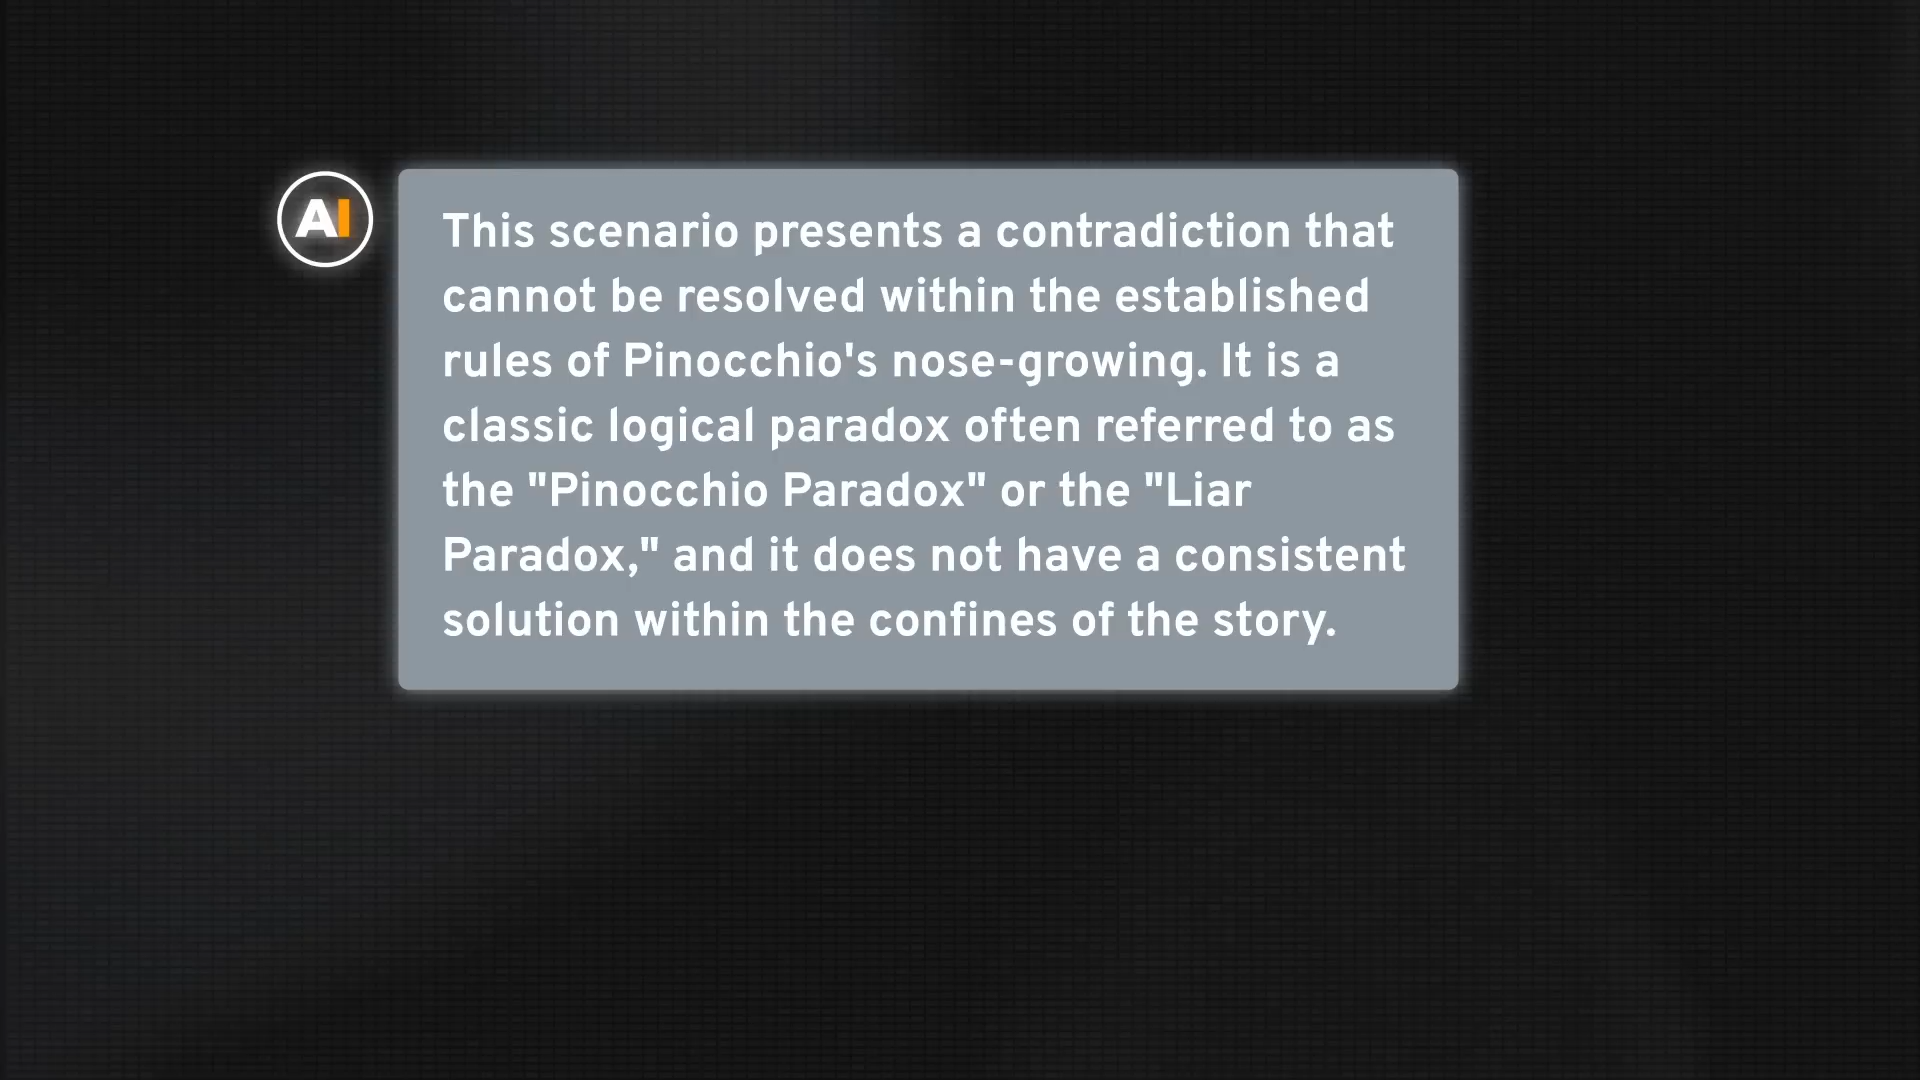 AI
This scenario presents a contradiction that
cannot be resolved within the established
rules of Pinocchio's nose-growing. It is a
classic logical paradox often referred to as
the "Pinocchio Paradox" or the "Liar
Paradox," and it does not have a consistent
solution within the confines of the story.